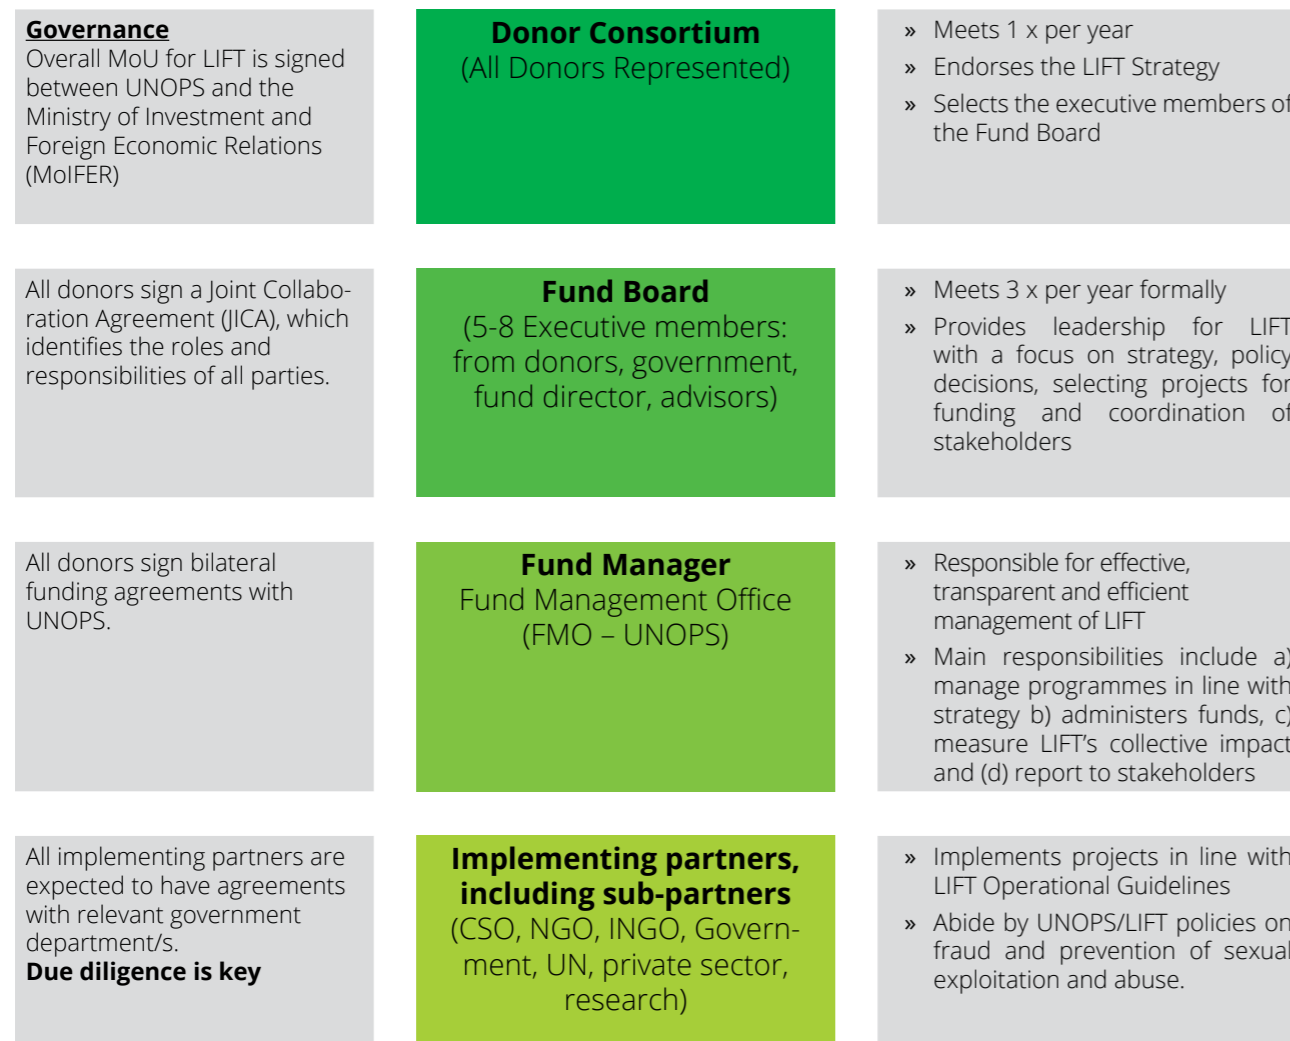 Governance
Overall MoU for LIFT is signed
between UNOPS and the
Ministry of Investment and
Foreign Economic Relations
(MoIFER)
Donor Consortium
(All Donors Represented)
» Meets 1 x per year
» Endorses the LIFT Strategy
» Selects the executive members of
the Fund Board
All donors sign a Joint Collabo-
ration Agreement (JICA), which
identifies the roles and
responsibilities of all parties.
Fund Board
(5-8 Executive members:
from donors, government,
fund director, advisors)
» Meets 3 x per year formally
» Provides leadership for LIFT
with a focus on strategy, policy
decisions, selecting projects for
funding and coordination of
stakeholders
All donors sign bilateral
funding agreements with
UNOPS.
Fund Manager
Fund Management Office
(FMO – UNOPS)
» Responsible for effective,
transparent and efficient
management of LIFT
» Main responsibilities include a)
manage programmes in line with
strategy b) administers funds, c)
measure LIFT's collective impact
and (d) report to stakeholders
All implementing partners are
expected to have agreements
with relevant government
department/s.
Due diligence is key
Implementing partners,
including sub-partners
(CSO, NGO, INGO, Govern-
ment, UN, private sector,
research)
» Implements projects in line with
LIFT Operational Guidelines
» Abide by UNOPS/LIFT policies on
fraud and prevention of sexual
exploitation and abuse.